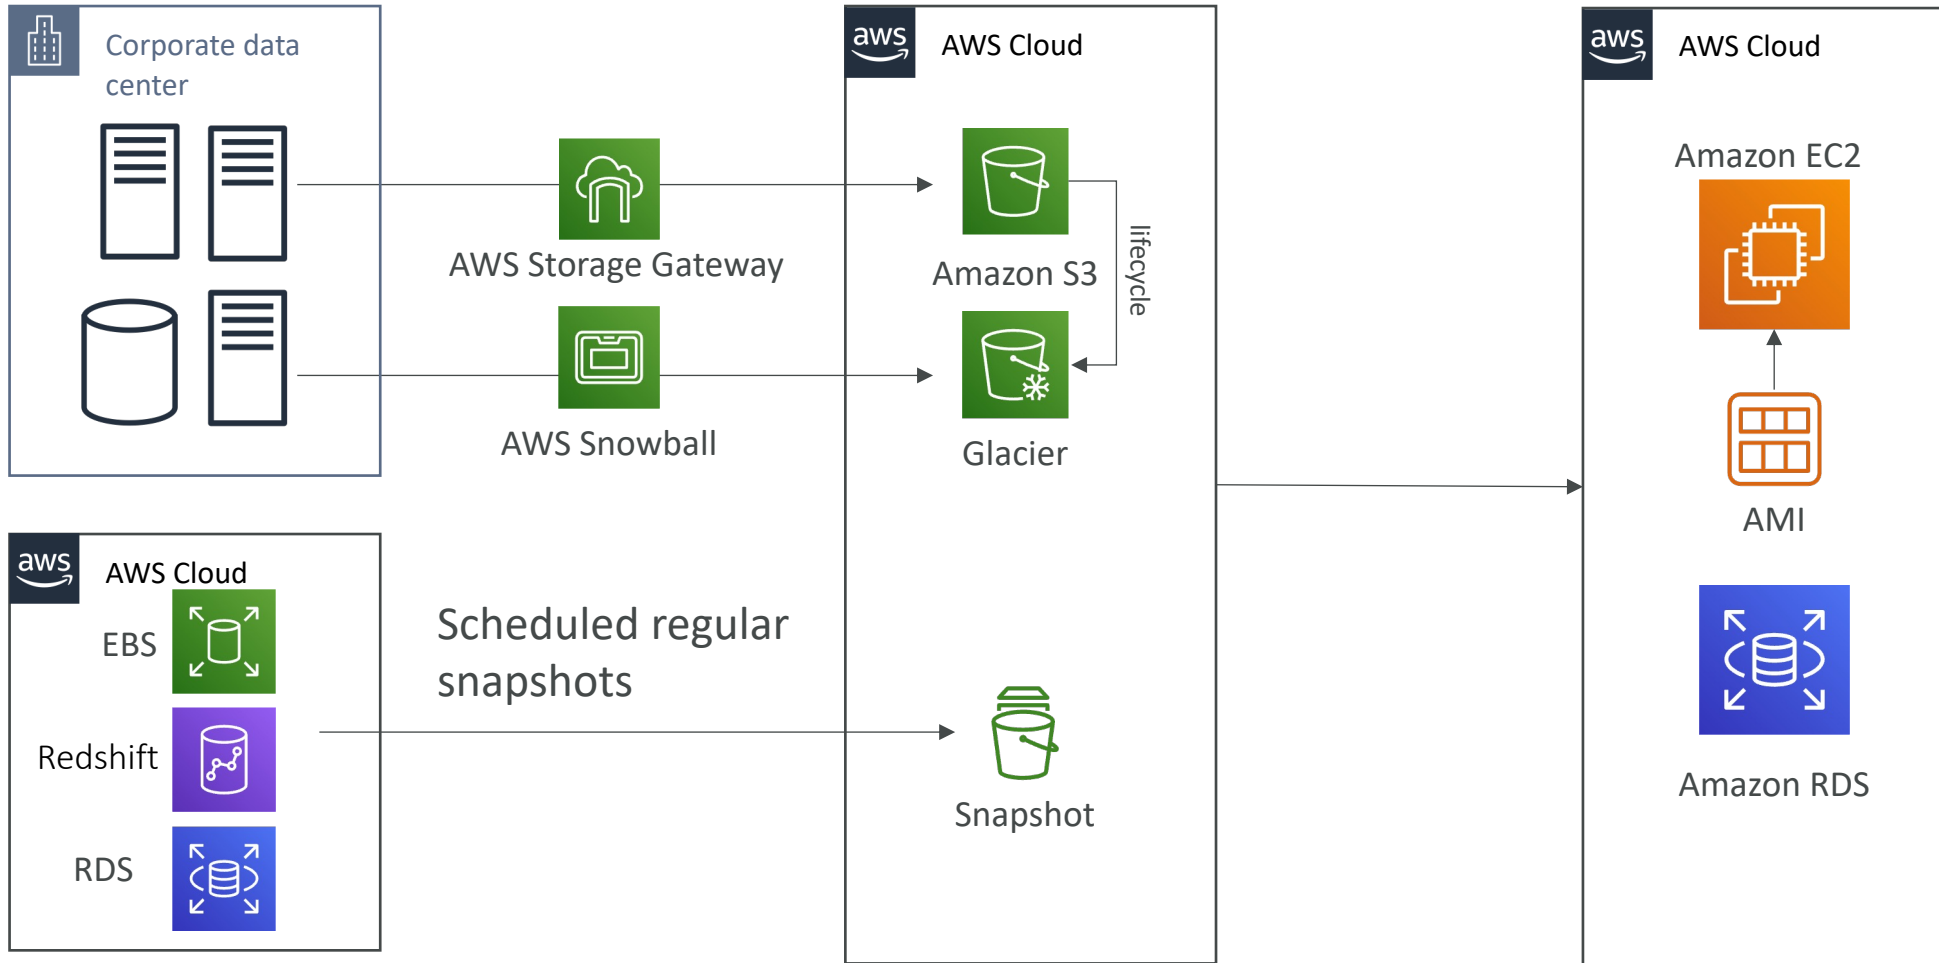 Corporate data
center
AWS Storage Gateway
AWS Snowball
aws
AWS Cloud
EBS
Redshift
RDS
Scheduled regular
snapshots
aws
AWS Cloud
Amazon S3
lifecycle
Glacier
Snapshot
aws
AWS Cloud
Amazon EC2
AMI
Amazon RDS